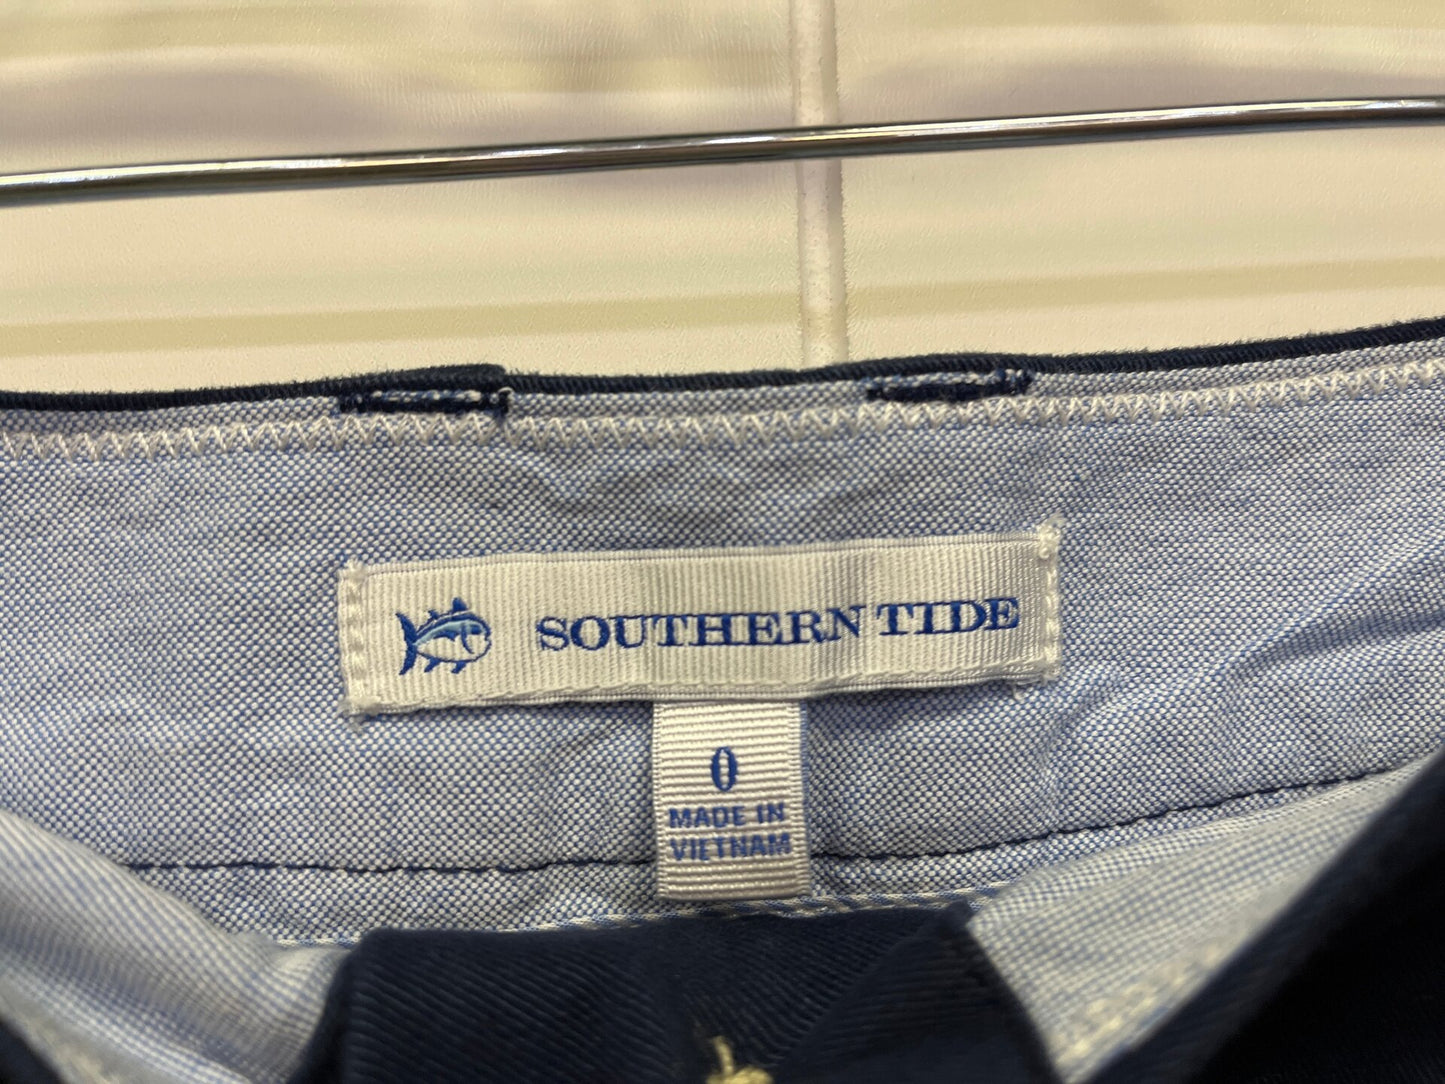 SOUTHERN TIDE
0
MADE IN
VIETNAM